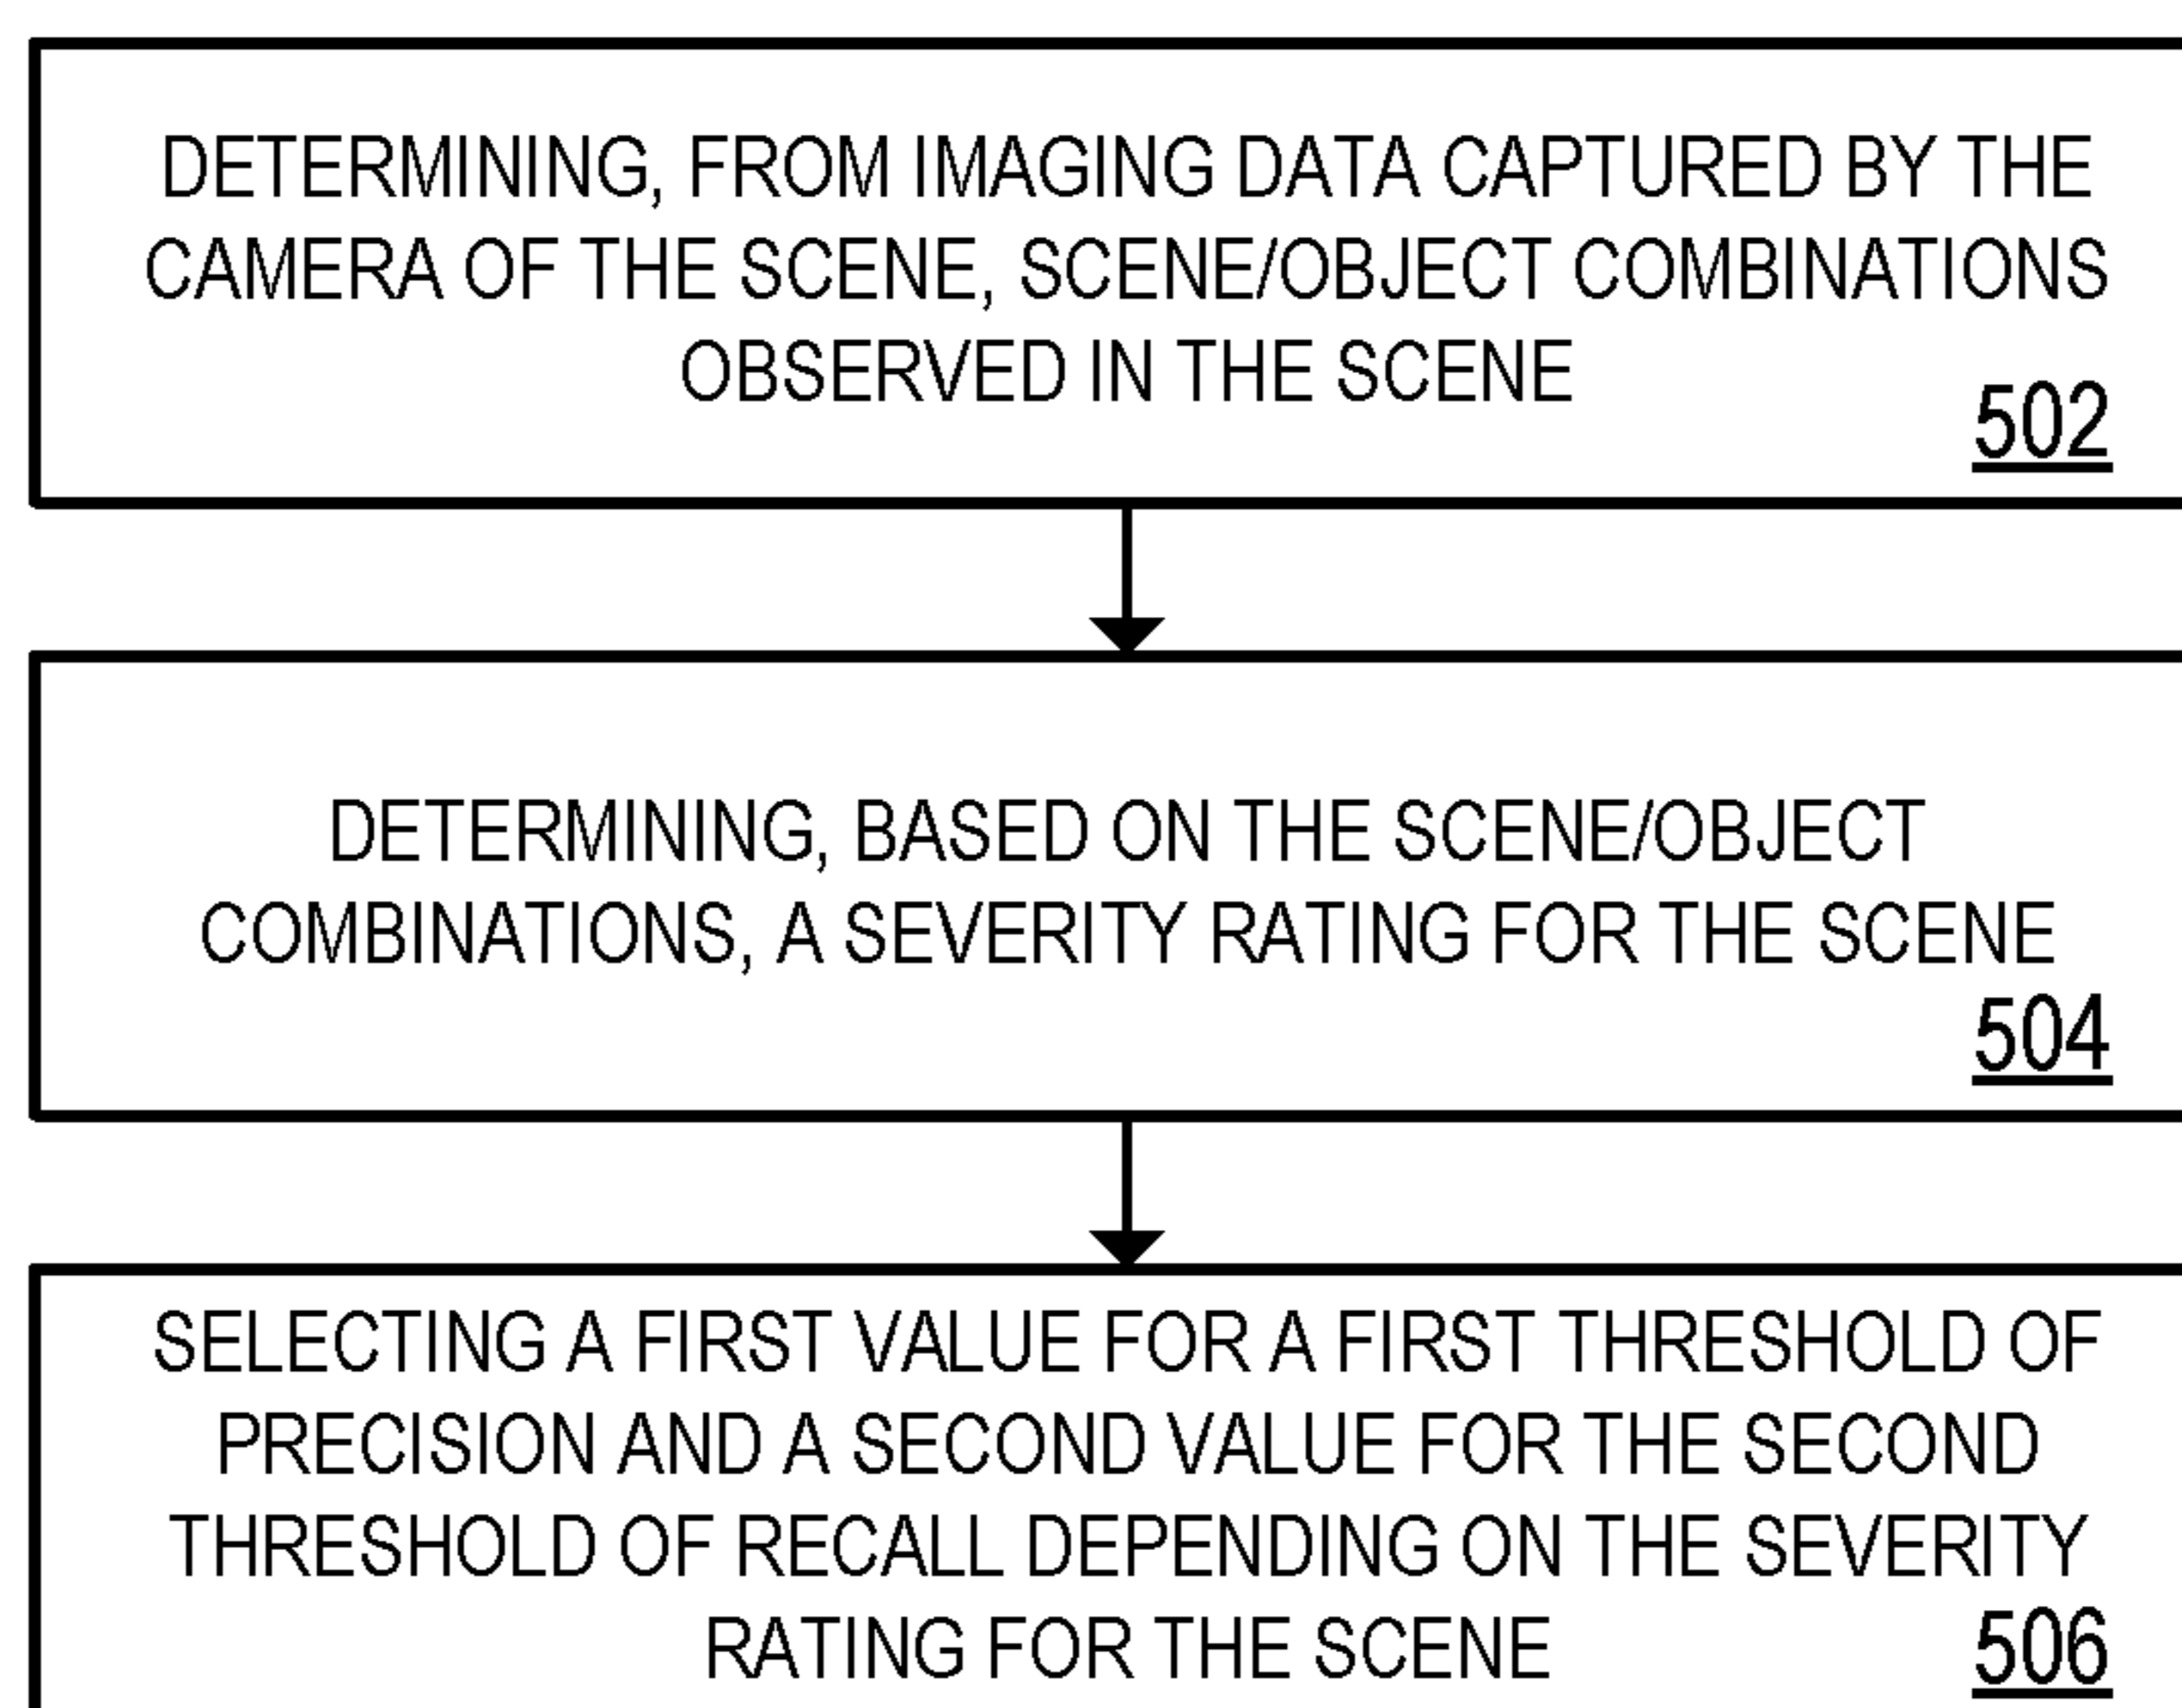 DETERMINING, FROM IMAGING DATA CAPTURED BY THE
CAMERA OF THE SCENE, SCENE/OBJECT COMBINATIONS
OBSERVED IN THE SCENE
502
DETERMINING, BASED ON THE SCENE/OBJECT
COMBINATIONS, A SEVERITY RATING FOR THE SCENE
504
SELECTING A FIRST VALUE FOR A FIRST THRESHOLD OF
PRECISION AND A SECOND VALUE FOR THE SECOND
THRESHOLD OF RECALL DEPENDING ON THE SEVERITY
RATING FOR THE SCENE
506